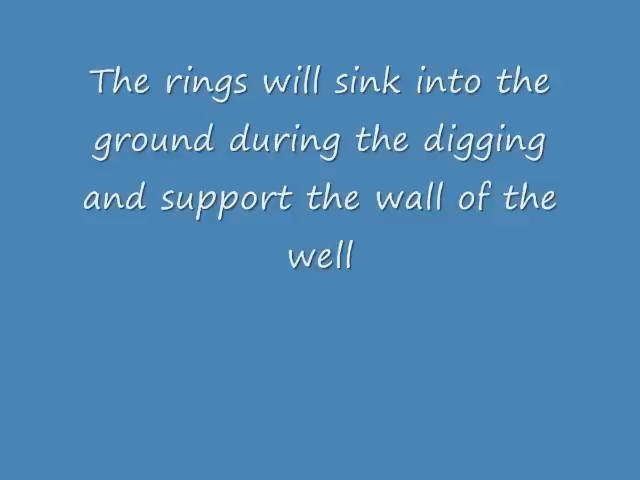 The rings will sink into the
ground during the digging
and support the wall of the
well